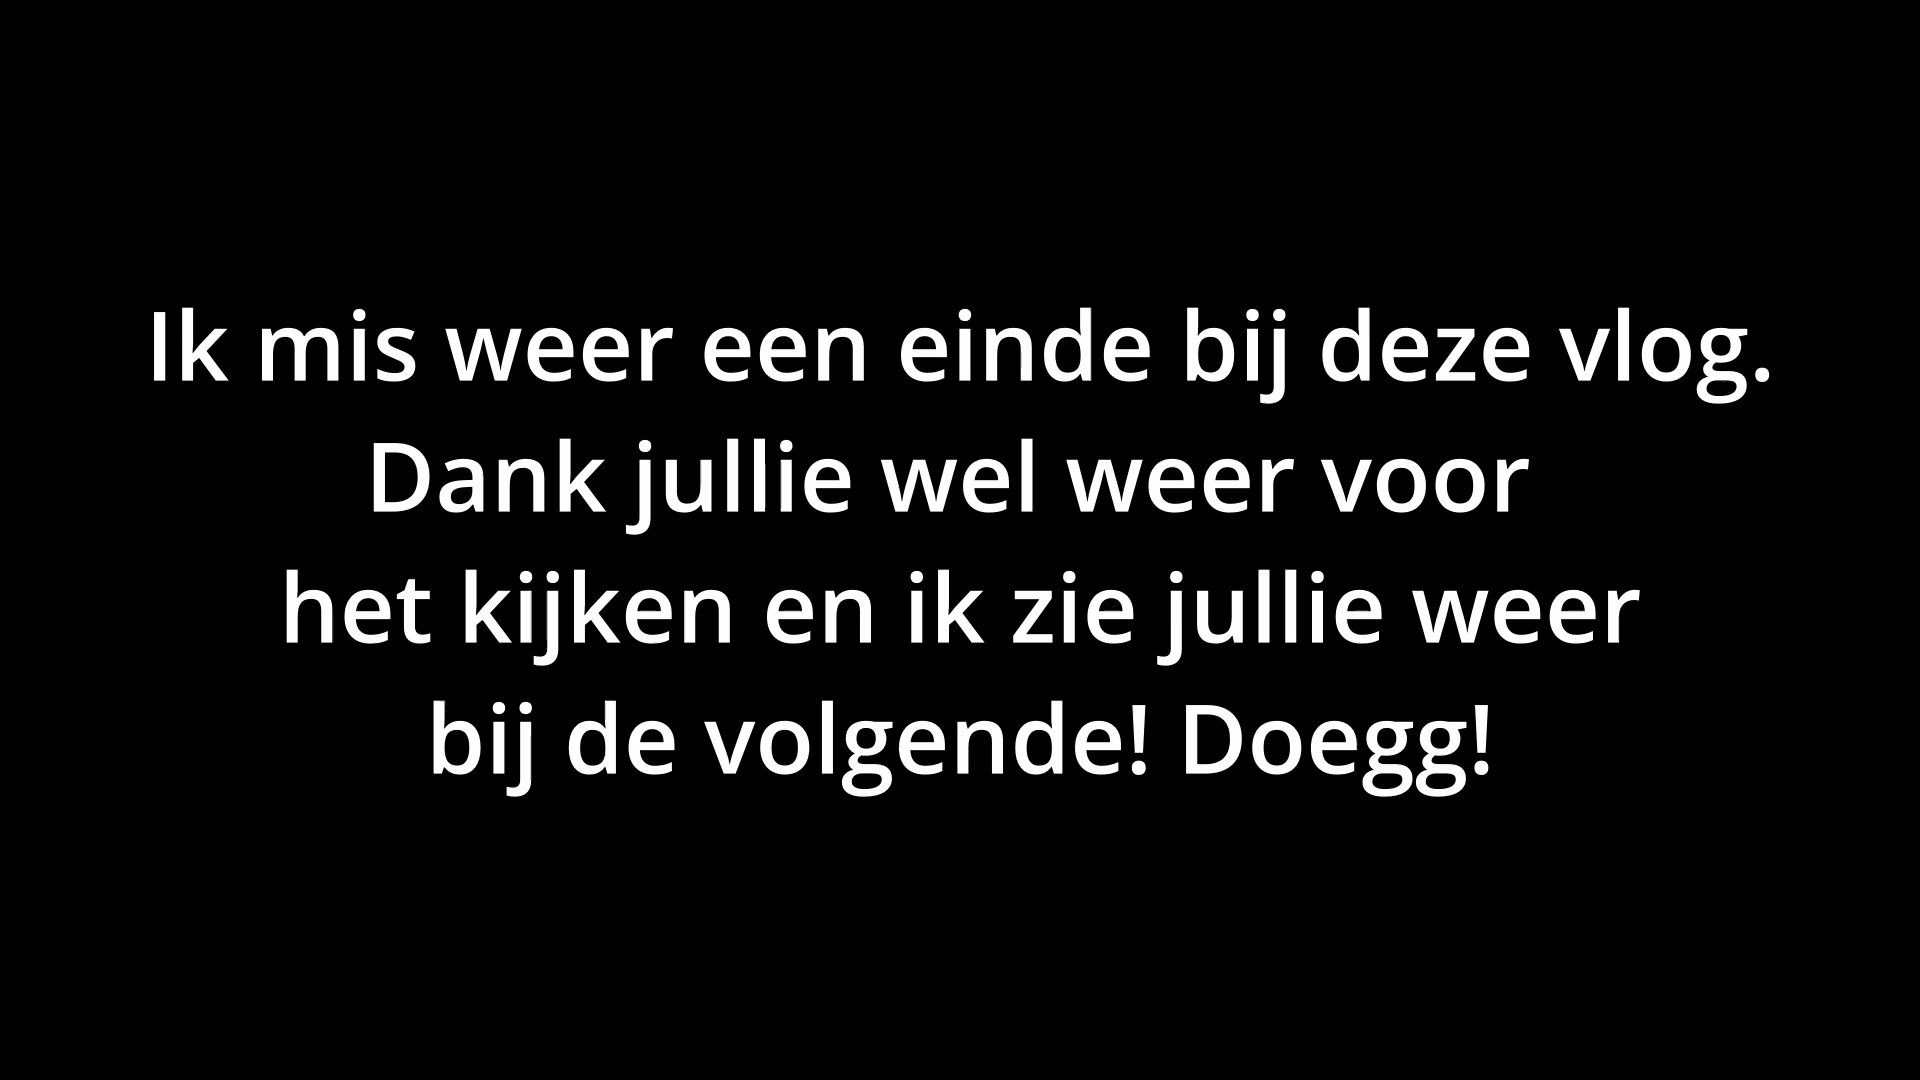 Ik mis weer een einde bij deze vlog.
Dank jullie wel weer voor
het kijken en ik zie jullie weer
bij de volgende! Doegg!